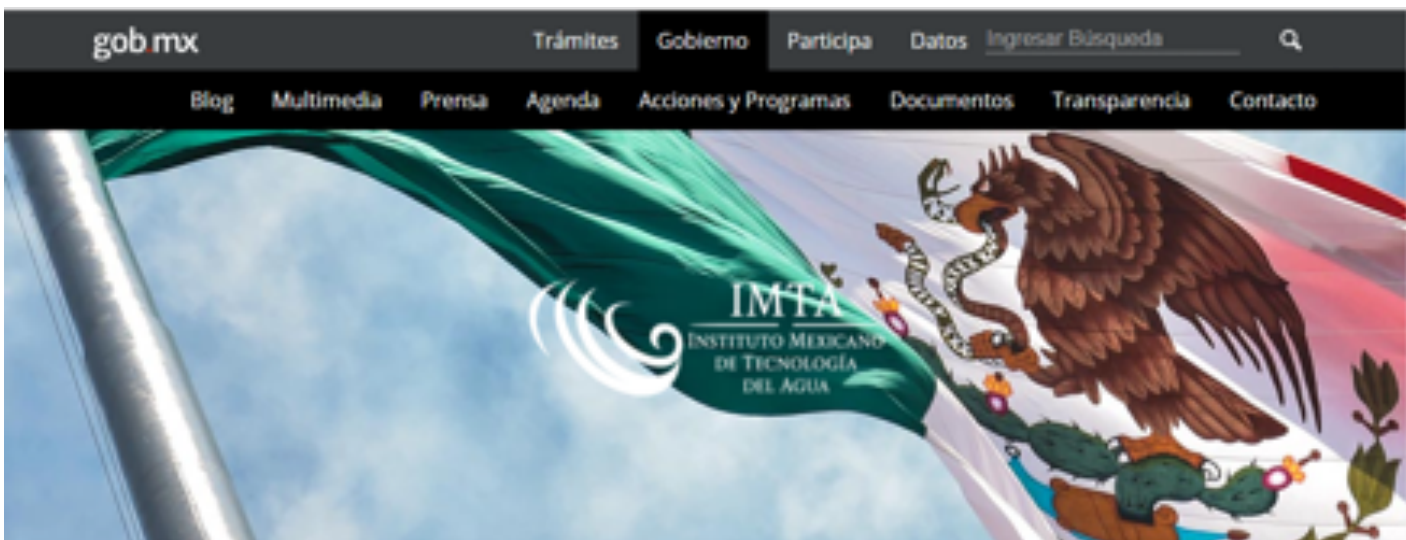 gob.mx Trámites Gobierno Participa Datos Ingresar Búsqueda
Blog Multimedia Prensa Agenda Acciones y Programas Documentos Transparencia Contacto
IMTA
INSTITUTO MEXICANO
DE TECNOLOGÍA
DEL AGUA